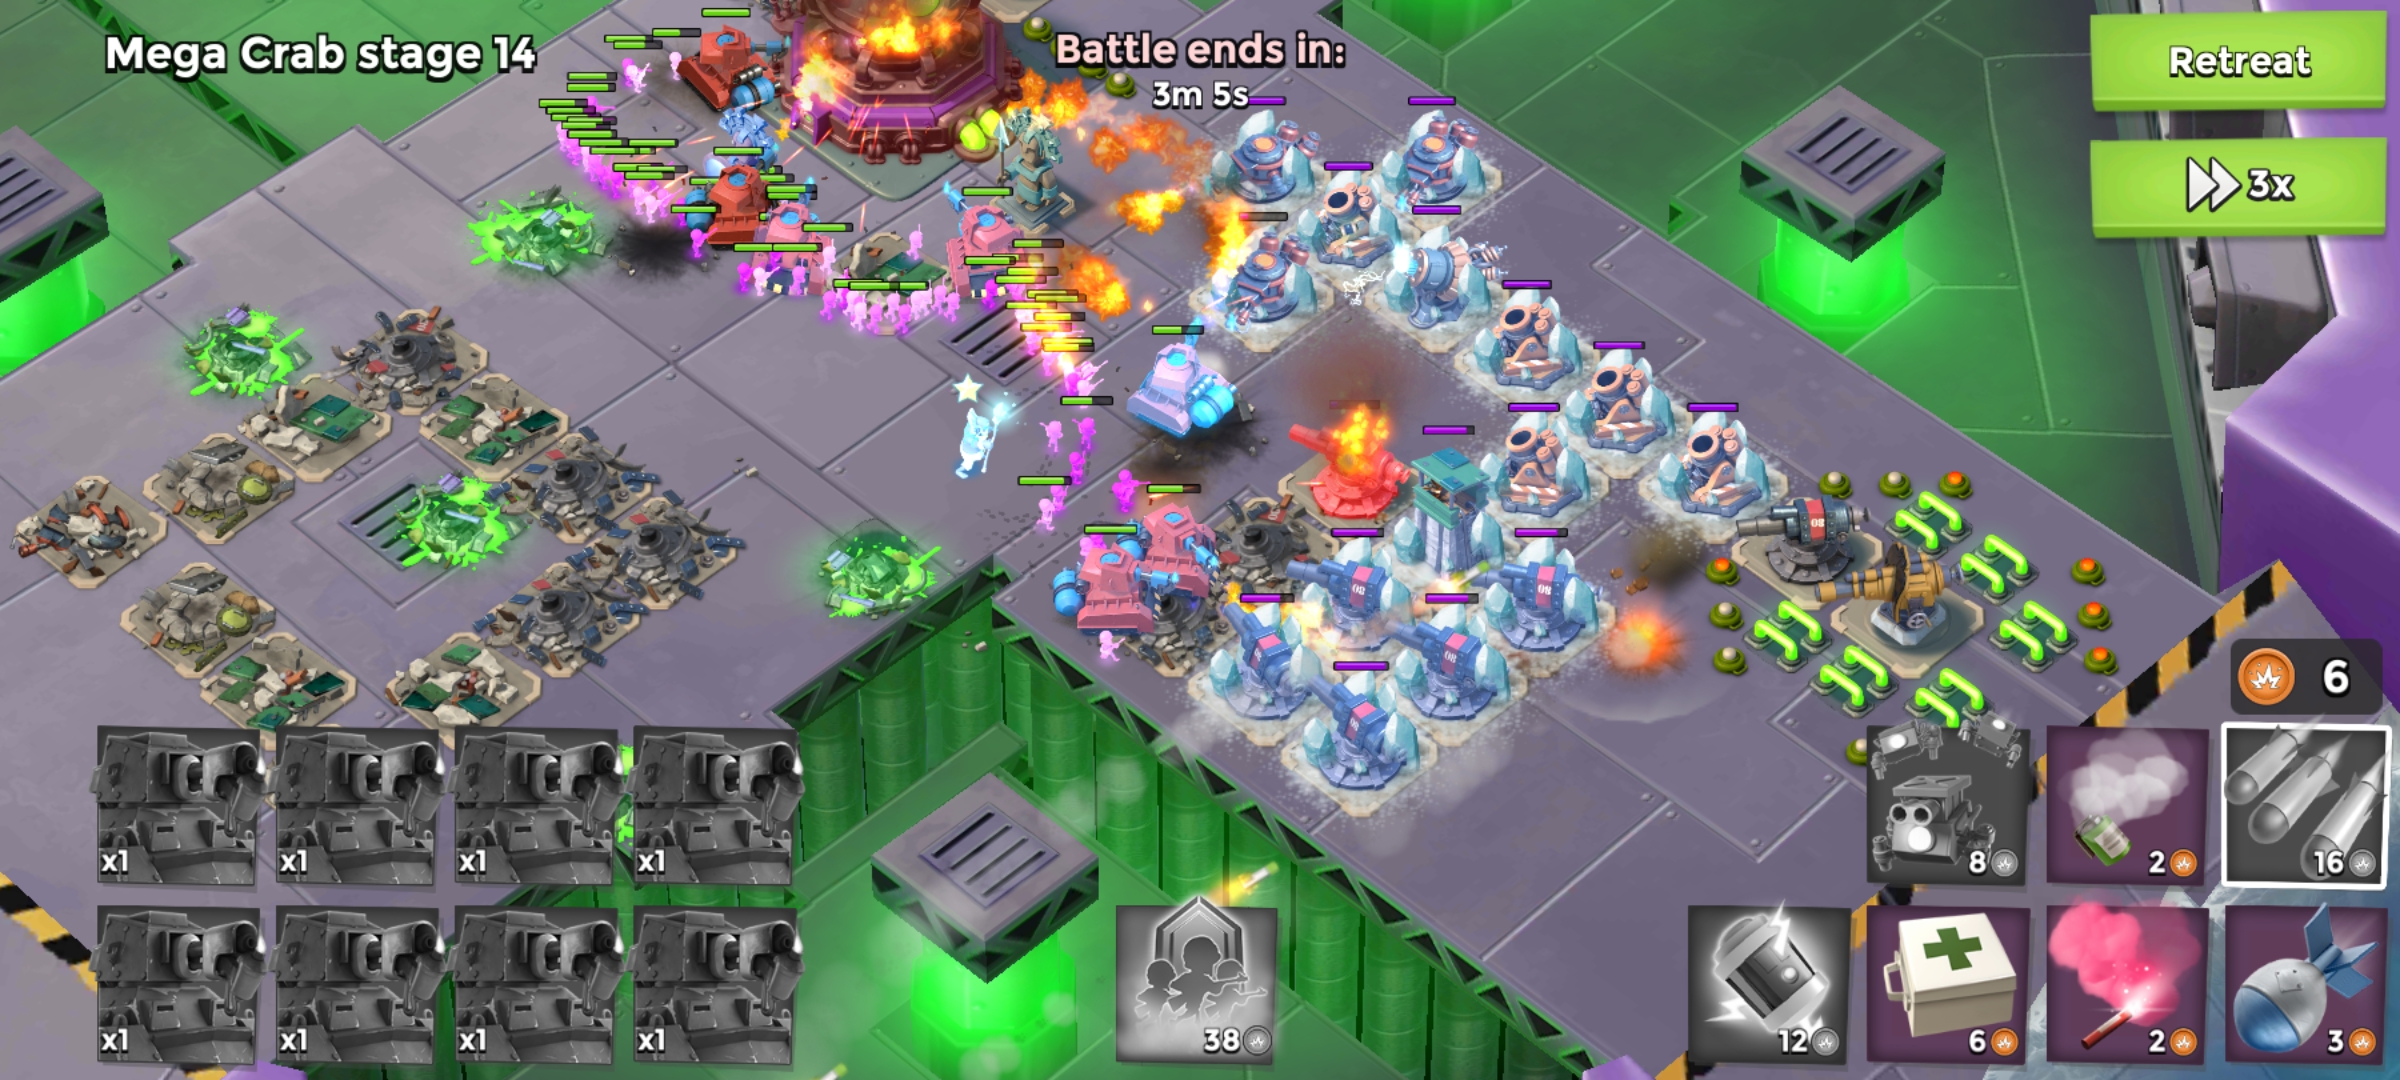 Mega Crab stage 14
Battle ends in:
3m 5s
Retreat
3x
6
8
2
16
x1
x1
x1
x1
x1
x1
x1
x1
38
12
6
2
3